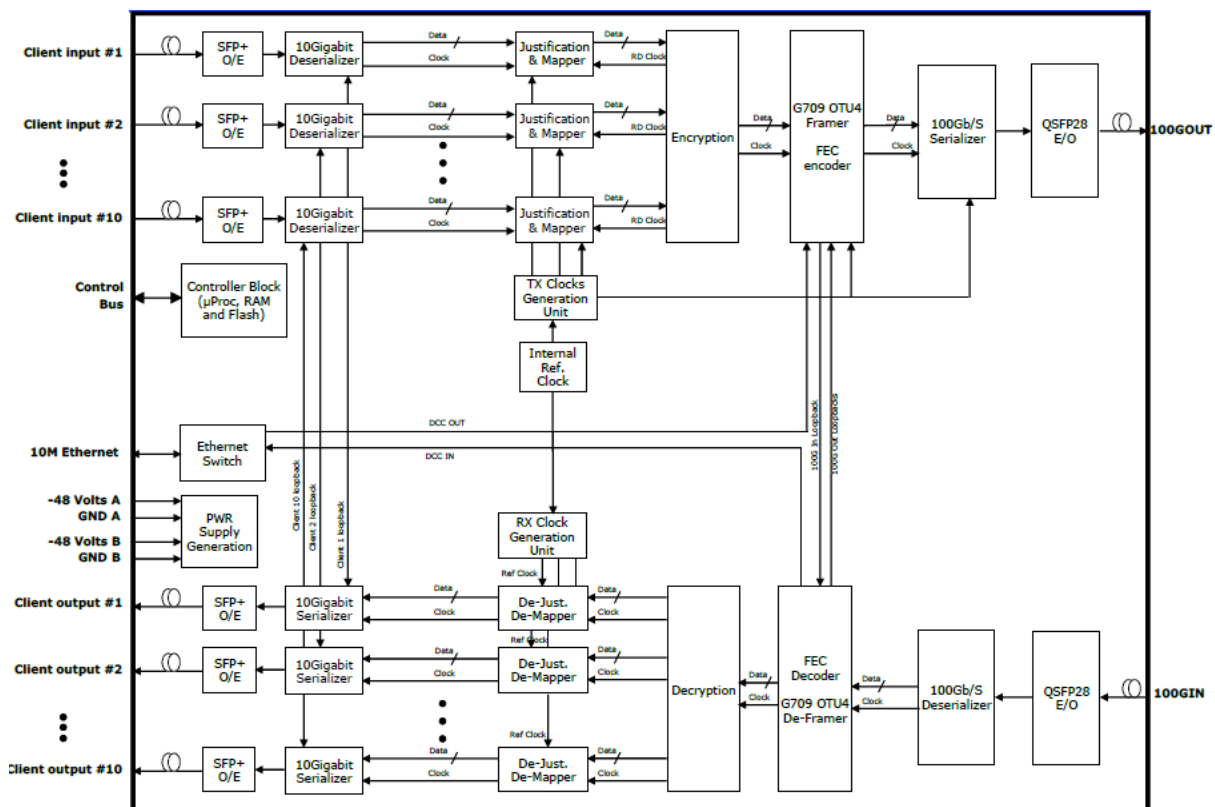 Client input #1
SFP+
O/E
10Gigabit
Deserializer
Data
Clock
Justification
& Mapper
Data
RD Clock
Client input #2
SFP+
O/E
10Gigabit
Deserializer
Data
Clock
Justification
& Mapper
Data
RD Clock
Client input #10
SFP+
O/E
10Gigabit
Deserializer
Data
Clock
Justification
& Mapper
Data
RD Clock
Encryption
Data
Clock
G709 OTU4
Framer
FEC
encoder
Data
Clock
100Gb/S
Serializer
QSFP28
E/O
100GOUT
Control
Bus
Controller Block
(µProc, RAM
and Flash)
TX Clocks
Generation
Unit
Internal
Ref.
Clock
10M Ethernet
Ethernet
Switch
DCC OUT
DCC IN
Client 10 loopback
Client 2 loopback
Client 1 loopback
100G In Loopback
100G Out Loopbacks
-48 Volts A
GND A
-48 Volts B
GND B
PWR
Supply
Generation
RX Clock
Generation
Unit
Ref Clock
Client output #1
SFP+
O/E
10Gigabit
Serializer
Data
Clock
De-Just.
De-Mapper
Data
Clock
Ref Clock
Client output #2
SFP+
O/E
10Gigabit
Serializer
Data
Clock
De-Just.
De-Mapper
Data
Clock
Ref Clock
Client output #10
SFP+
O/E
10Gigabit
Serializer
Data
Clock
De-Just.
De-Mapper
Data
Clock
Decryption
Data
Clock
FEC
Decoder
G709 OTU4
De-Framer
Data
Clock
100Gb/S
Deserializer
QSFP28
E/O
100GIN